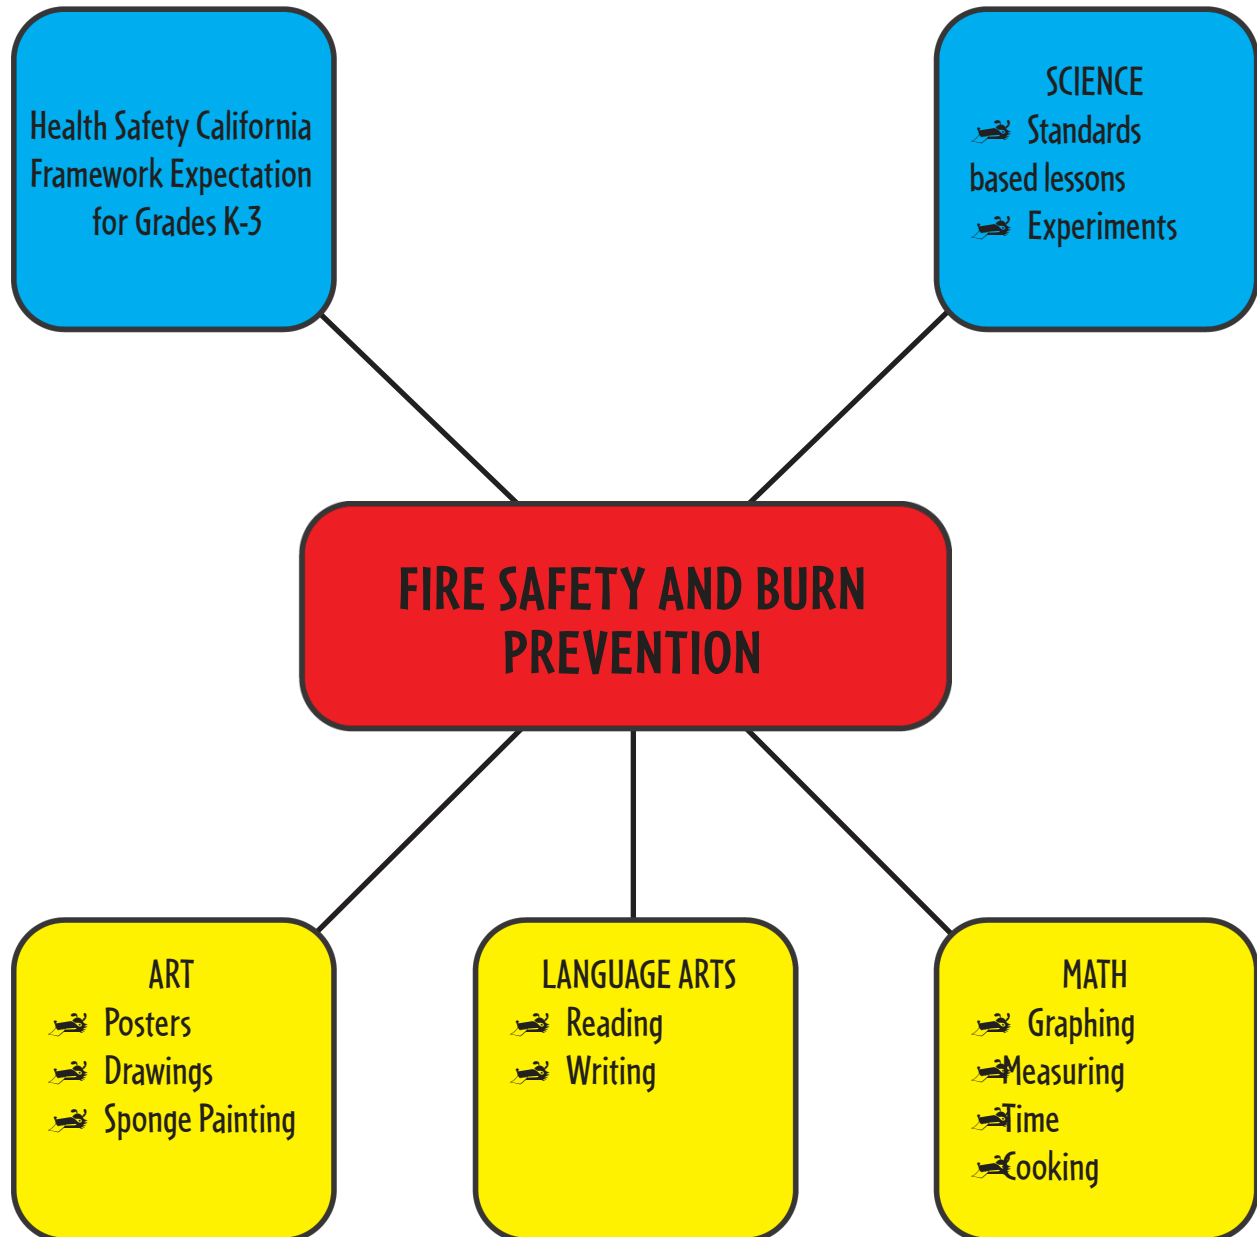 Health Safety California
Framework Expectation
for Grades K-3
SCIENCE
Standards
based lessons
Experiments
FIRE SAFETY AND BURN
PREVENTION
ART
Posters
Drawings
Sponge Painting
LANGUAGE ARTS
Reading
Writing
MATH
Graphing
Measuring
Time
Cooking